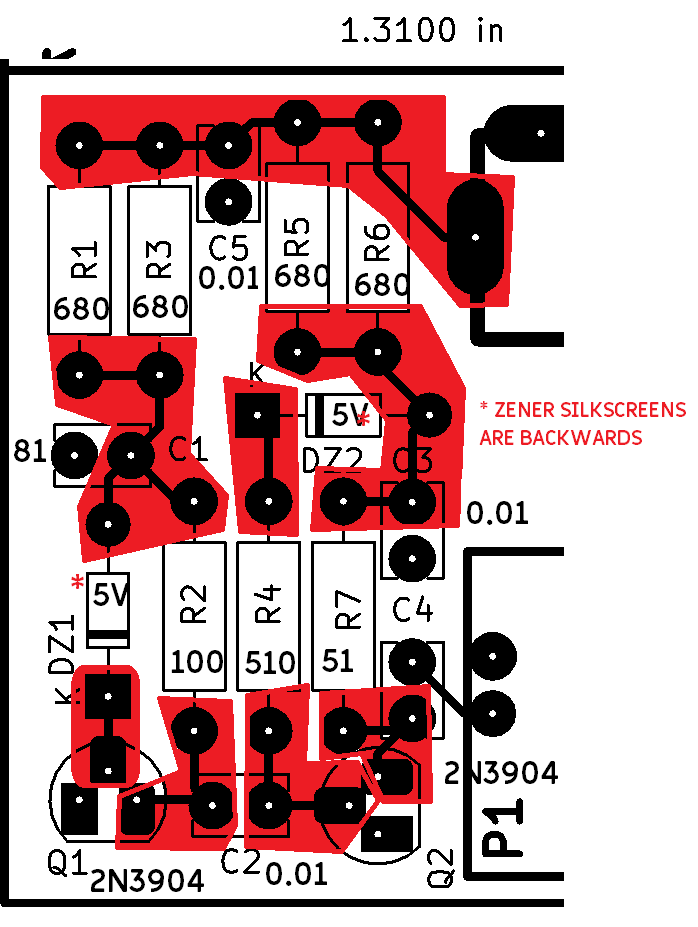 1.3100 in
R1
680
R3
680
C5
0.01
R5
680
R6
680
K
5V*
DZ2
C3
* ZENER SILKSCREENS
ARE BACKWARDS
81
C1
0.01
*
5V
DZ1
K
R2
100
R4
510
R7
51
C4
2N3904
P1
Q1
2N3904
C2
0.01
Q2